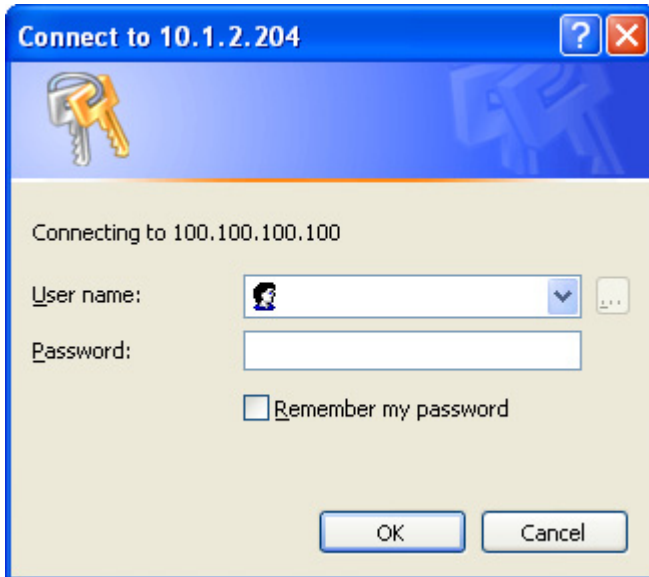 Connect to 10.1.2.204
Connecting to 100.100.100.100
User name:
...
Password:
Remember my password
OK Cancel